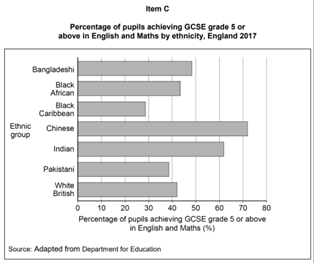 Item C
Percentage of pupils achieving GCSE grade 5 or
above in English and Maths by ethnicity, England 2017
Bangladeshi
Black
African
Black
Caribbean
Ethnic
group
Chinese
Indian
Pakistani
White
British
0 10 20 30 40 50 60 70 80
Percentage of pupils achieving GCSE grade 5 or above
in English and Maths (%)
Source: Adapted from Department for Education